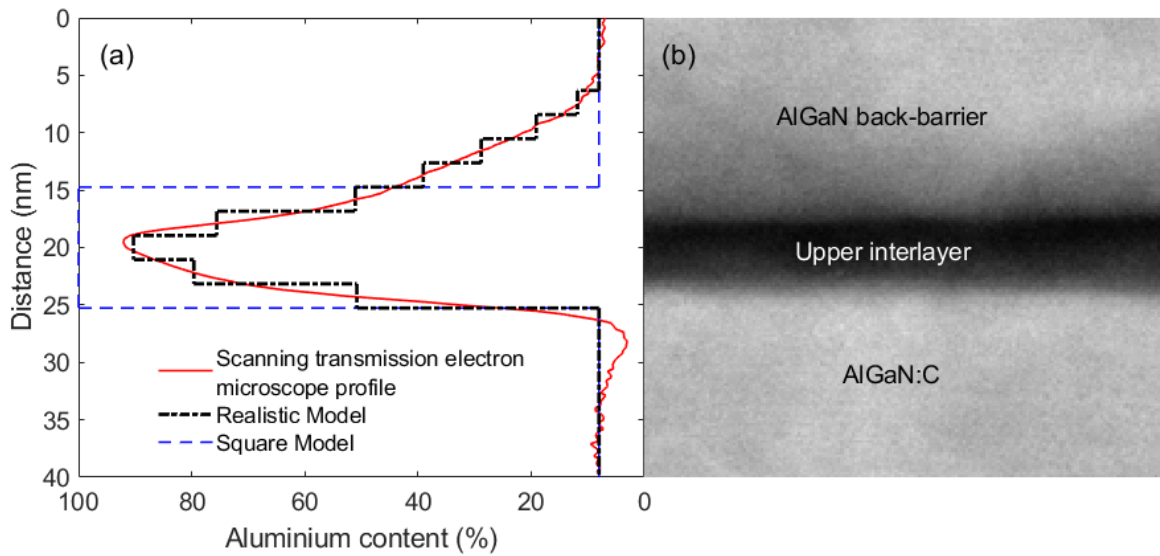 (a)
0
5
10
15
20
25
30
35
40
Distance (nm)
Scanning transmission electron
microscope profile
Realistic Model
Square Model
100
80
60
40
20
0
Aluminium content (%)
(b)
AlGaN back-barrier
Upper interlayer
AlGaN:C